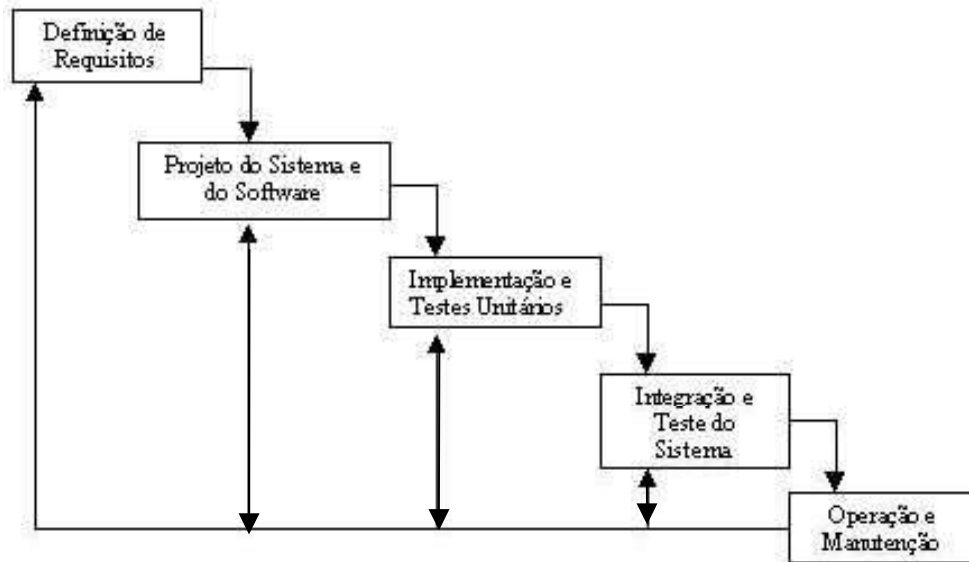 Definição de
Requisitos
Projeto do Sistema e
do Software
Implementação e
Testes Unitários
Integração e
Teste do
Sistema
Operação e
Manutenção